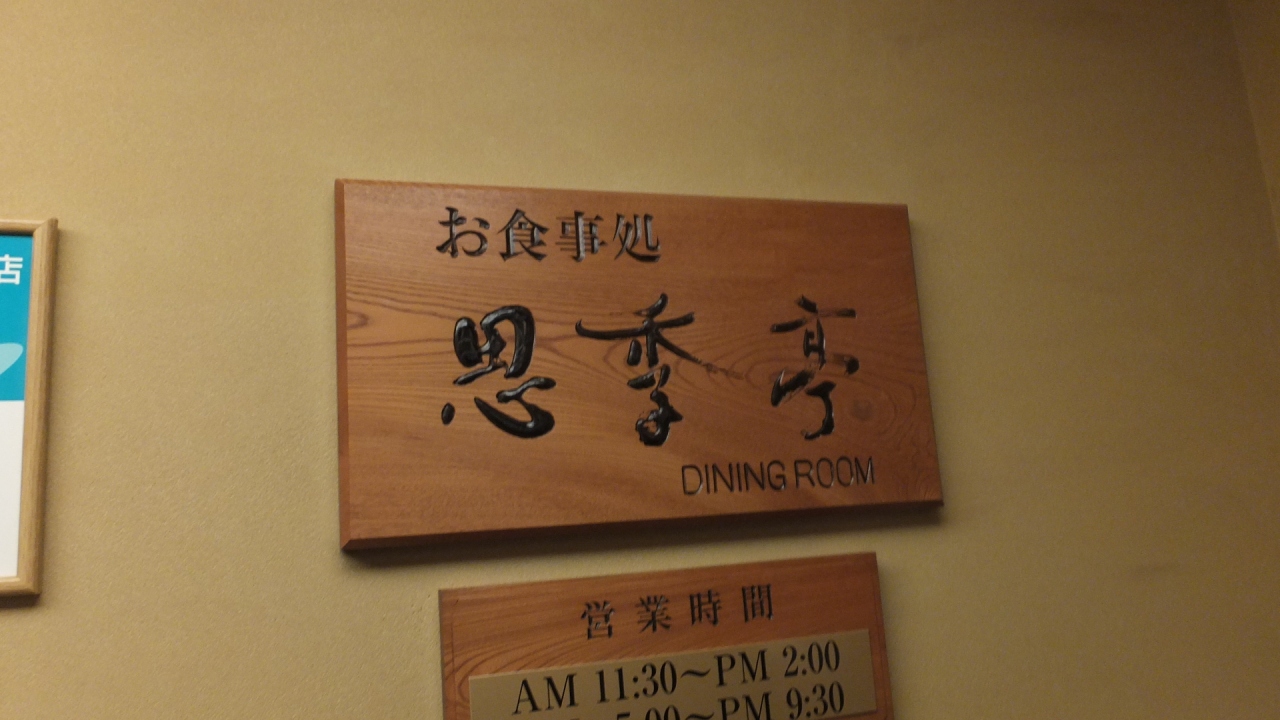 店
お食事処
思季亭
DINING ROOM
営業時間
AM 11:30～PM 2:00
5:00～PM 9:30